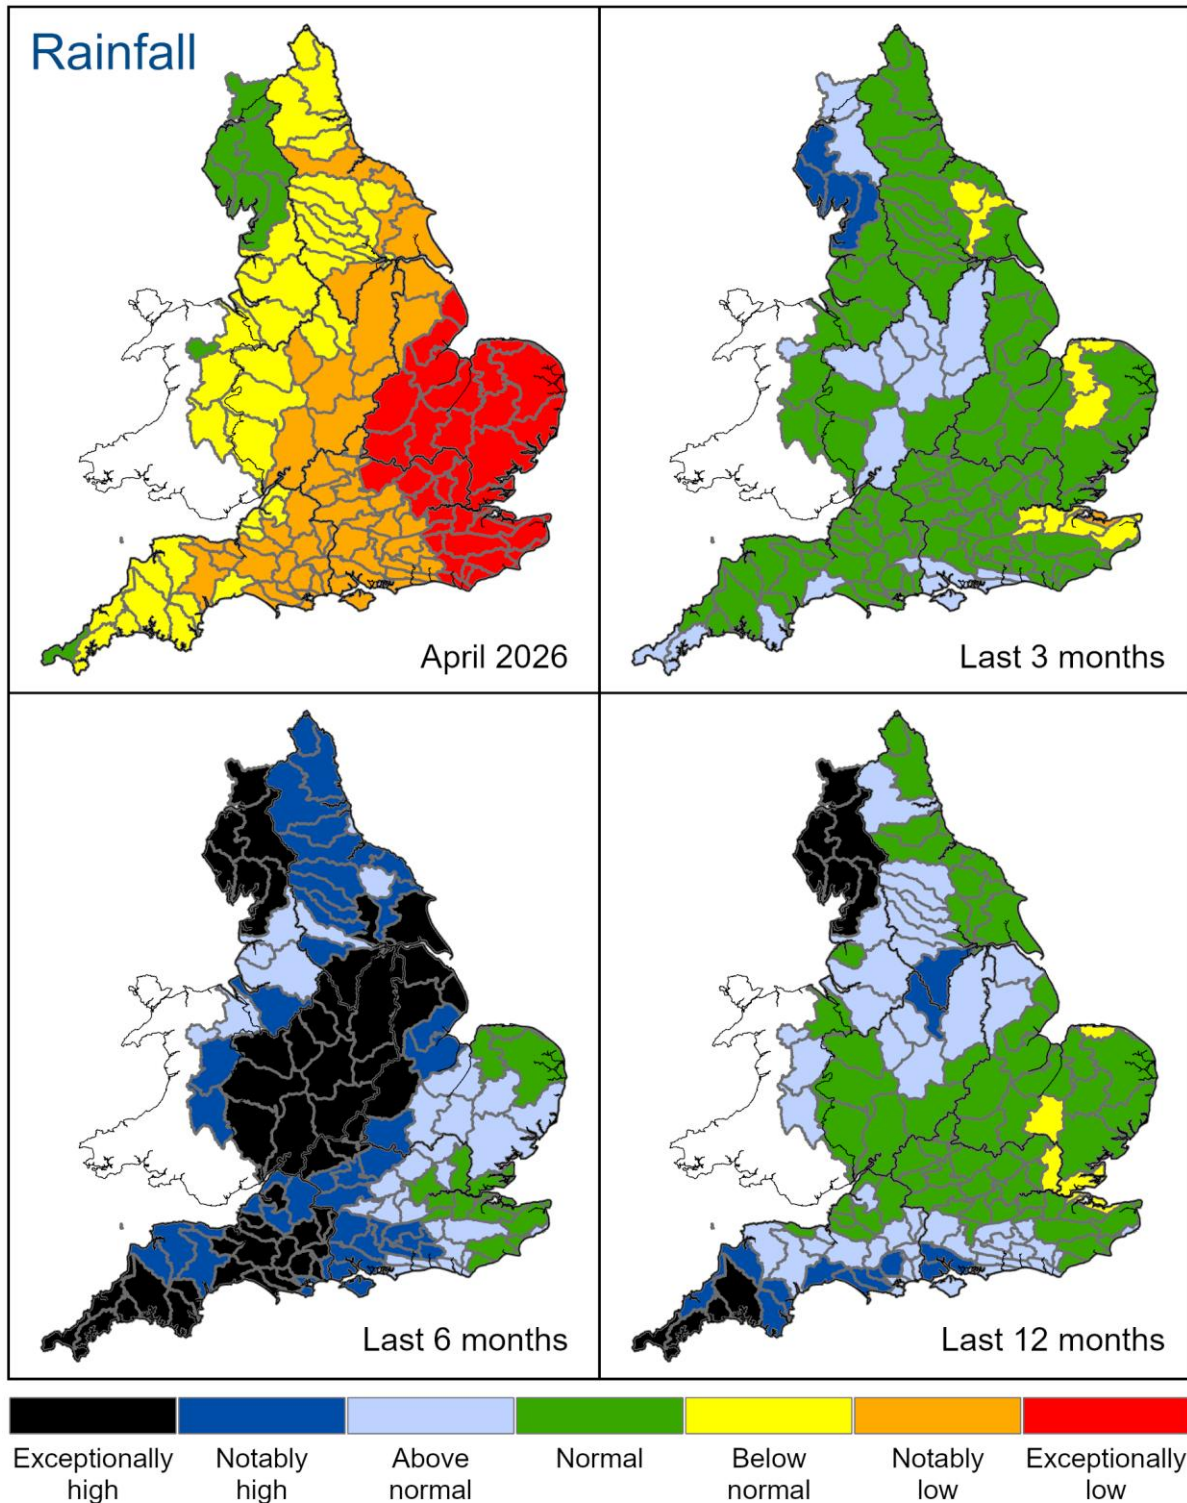 Rainfall
April 2026
Last 3 months
Last 6 months
Last 12 months
Exceptionally high
Notably high
Above normal
Normal
Below normal
Notably low
Exceptionally low